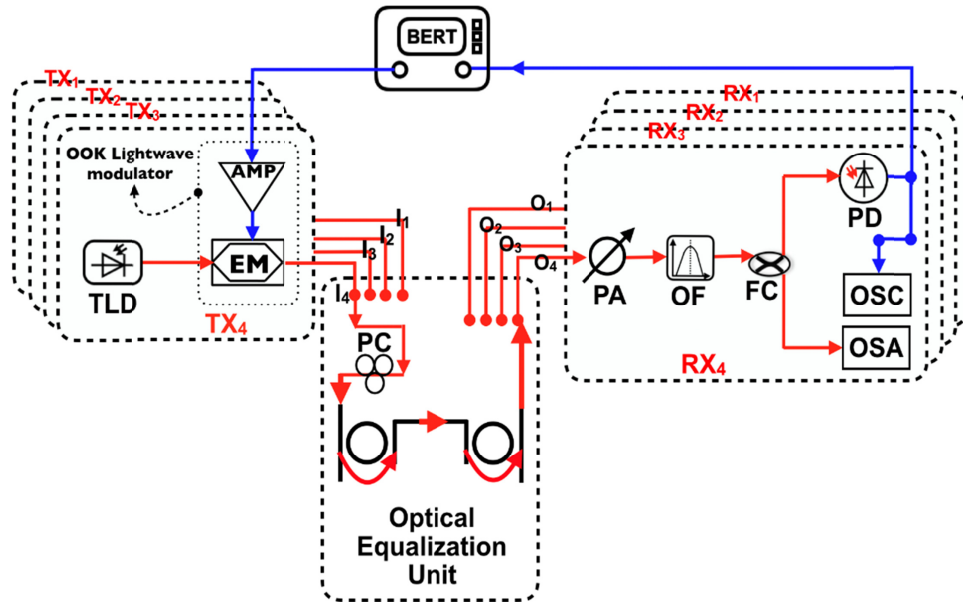 BERT
TX1
TX2
TX3
OOK Lightwave
modulator
AMP
EM
TLD
TX4
I1
I2
I3
I4
PC
Optical
Equalization
Unit
O1
O2
O3
O4
RX1
RX2
RX3
PA
OF
FC
PD
OSC
OSA
RX4